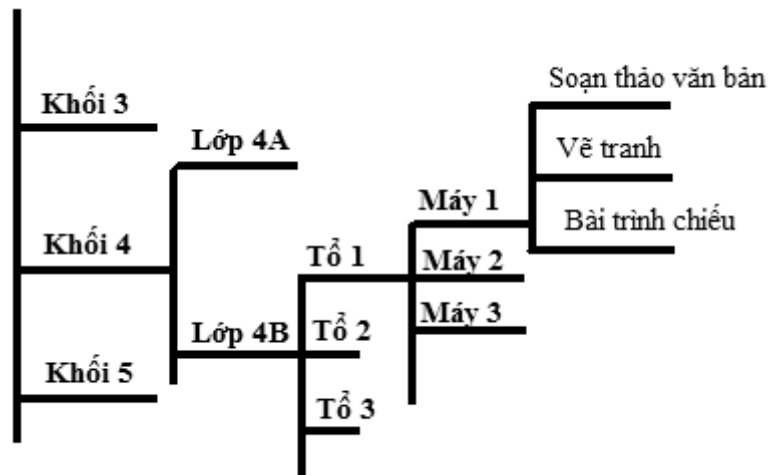 Khối 3
Khối 4
Khối 5
Lớp 4A
Lớp 4B
Tổ 1
Tổ 2
Tổ 3
Máy 1
Máy 2
Máy 3
Soạn thảo văn bản
Vẽ tranh
Bài trình chiếu